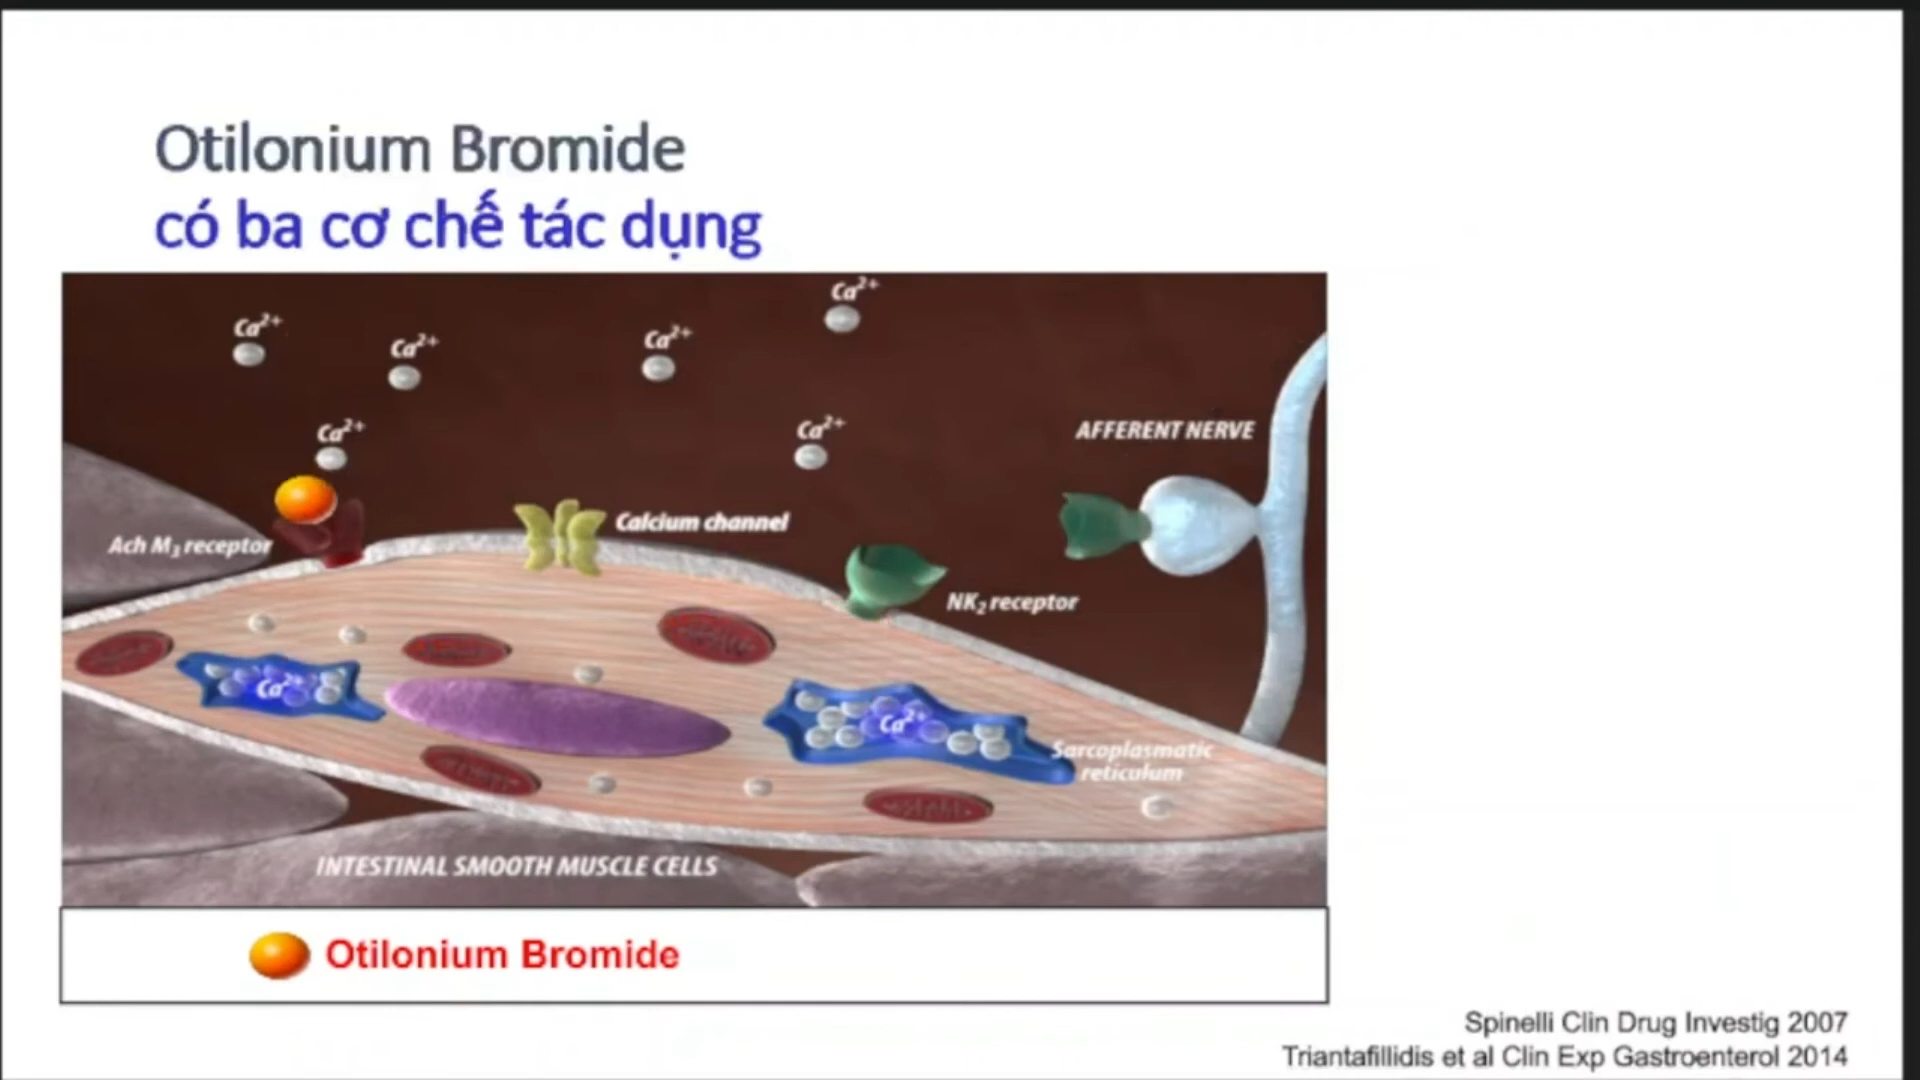 Otilonium Bromide
có ba cơ chế tác dụng
Ca²⁺
Ca²⁺
Ca²⁺
Ca²⁺
Ca²⁺
Ca²⁺
AFFERENT NERVE
Calcium channel
Ach M₃ receptor
NK₂ receptor
Ca²⁺
Ca²⁺
Sarcoplasmatic
reticulum
INTESTINAL SMOOTH MUSCLE CELLS
Otilonium Bromide
Spinelli Clin Drug Investig 2007
Triantafillidis et al Clin Exp Gastroenterol 2014